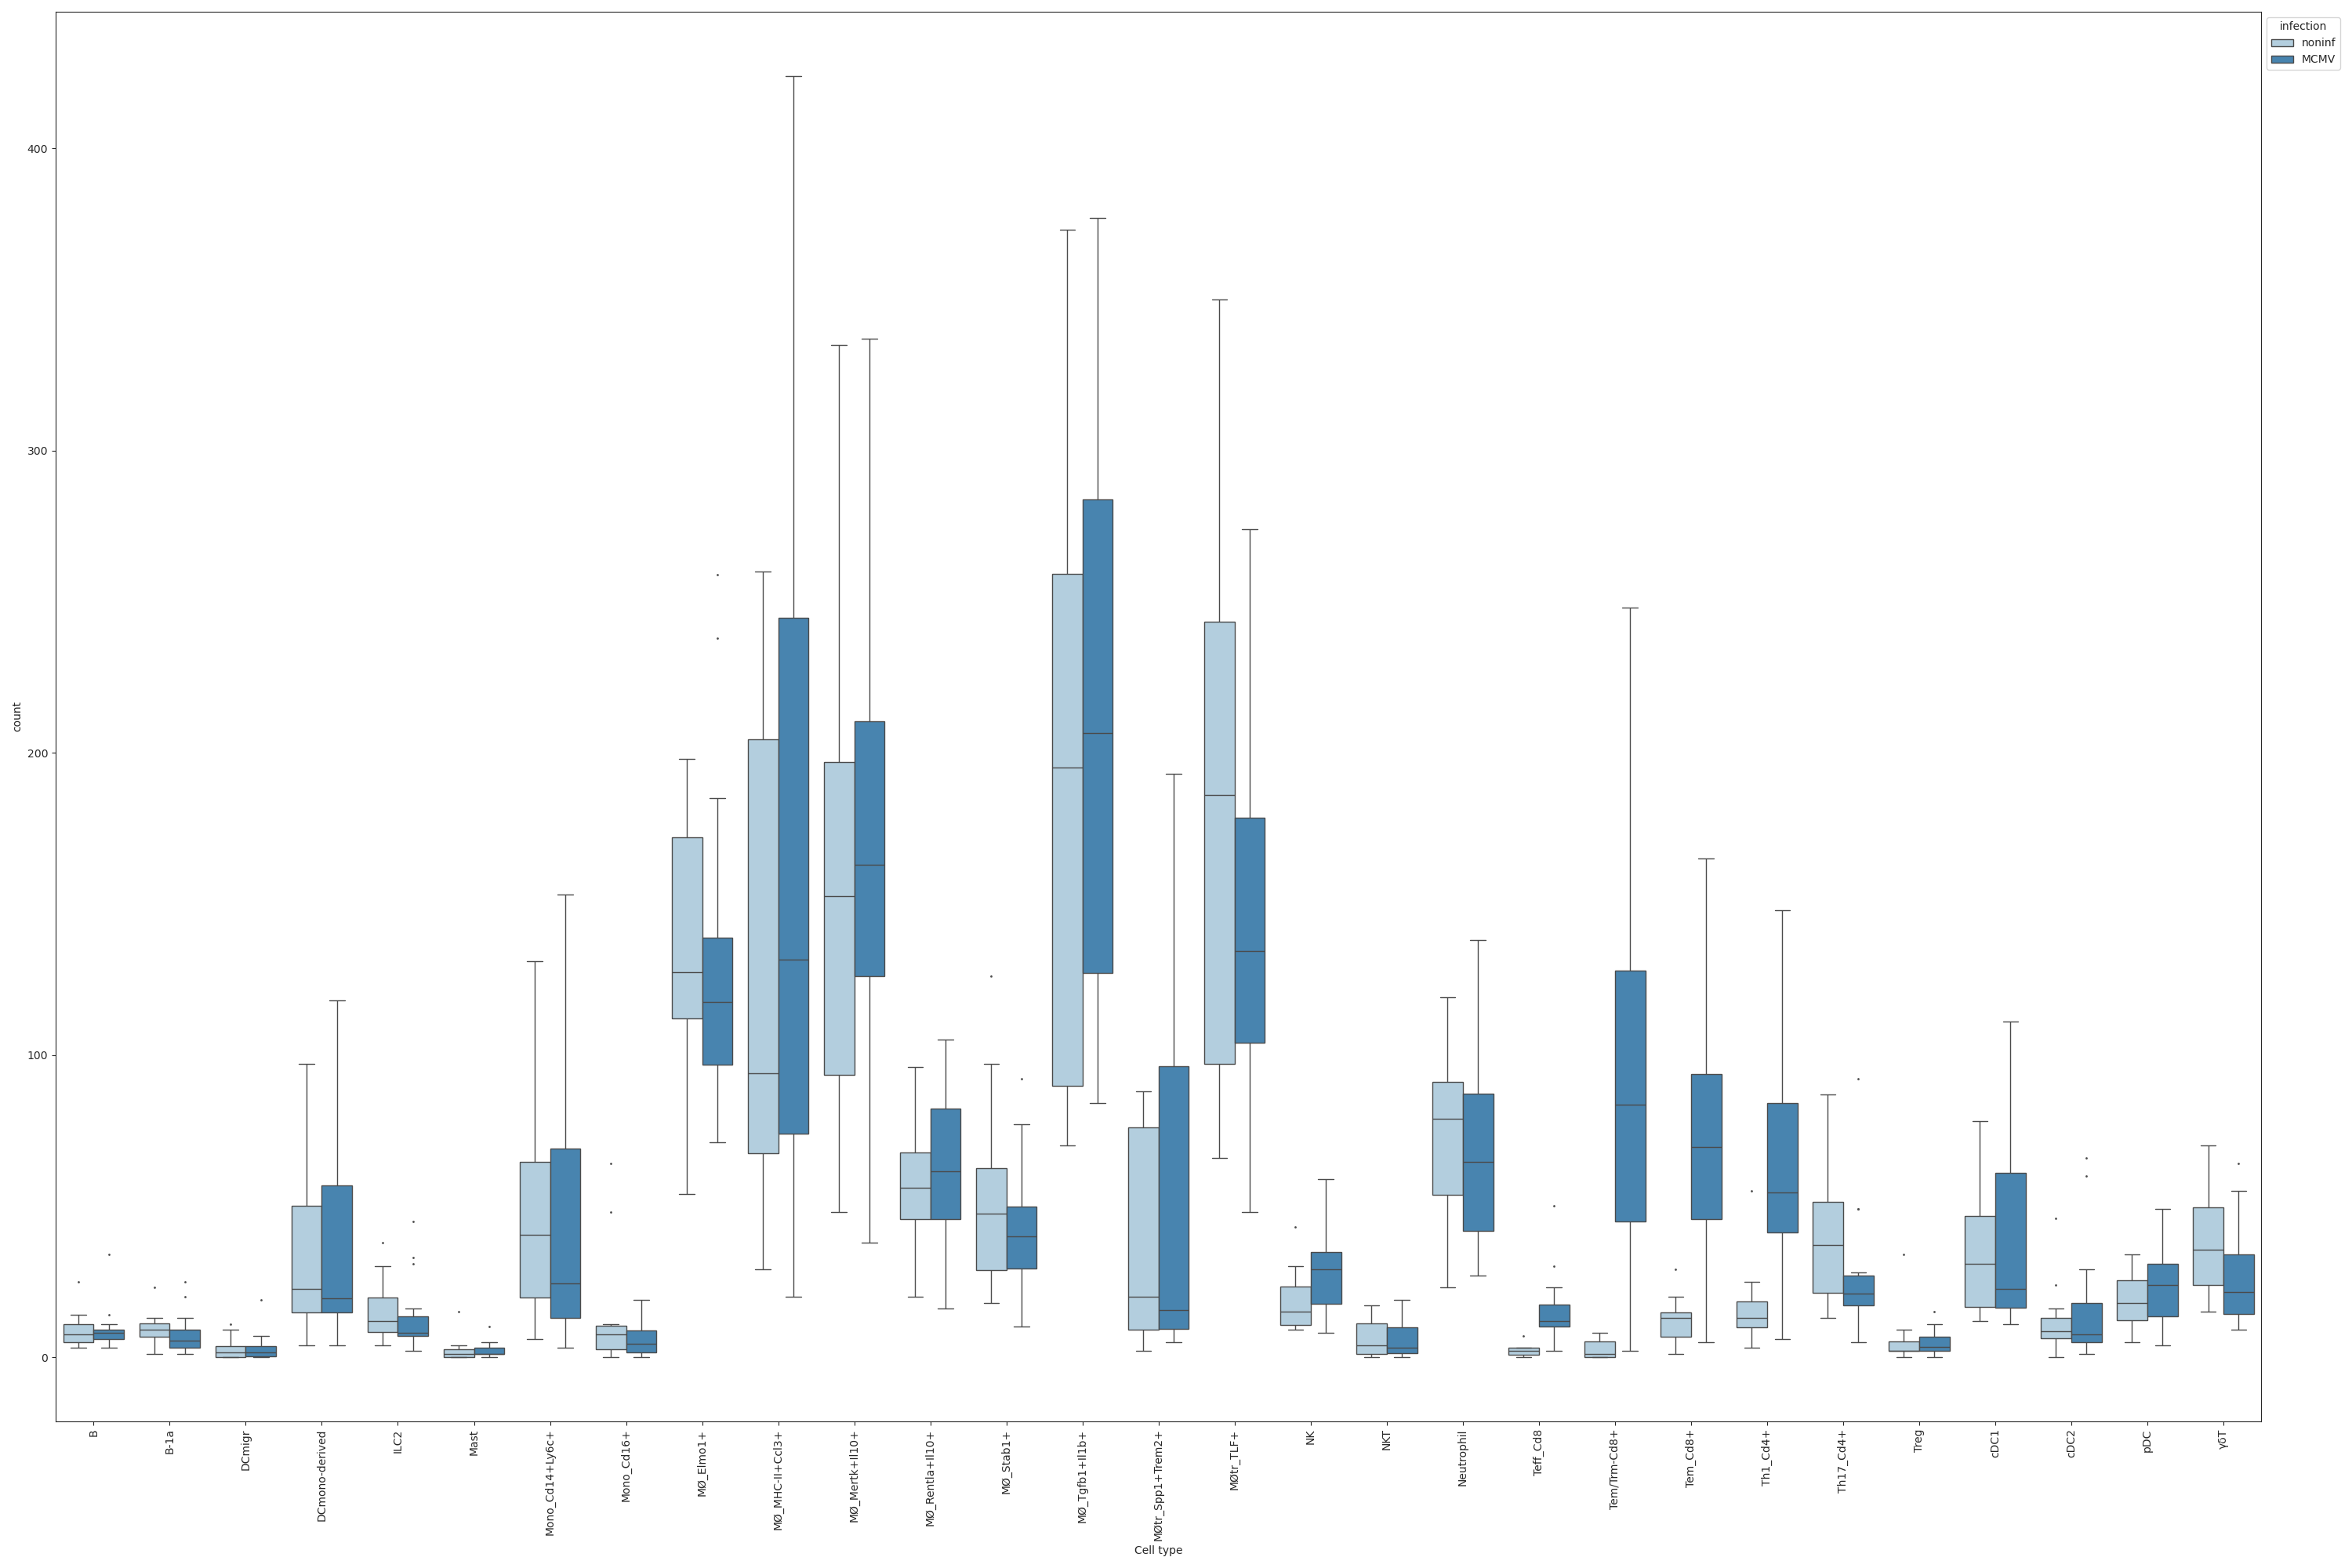 infection
noninf
MCMV
400
300
200
100
0
count
B
B-1a
DCmigr
DCmono-derived
ILC2
Mast
Mono_Cd14+Ly6c+
Mono_Cd16+
MØ_Elmo1+
MØ_MHC-II+Ccl3+
MØ_Mertk+Il10+
MØ_Rentla+Il10+
MØ_Stab1+
MØ_Tgfb1+Il1b+
MØtr_Spp1+Trem2+
MØtr_TLF+
NK
NKT
Neutrophil
Teff_Cd8
Tem/Trm-Cd8+
Tem_Cd8+
Th1_Cd4+
Th17_Cd4+
Treg
cDC1
cDC2
pDC
γδT
Cell type